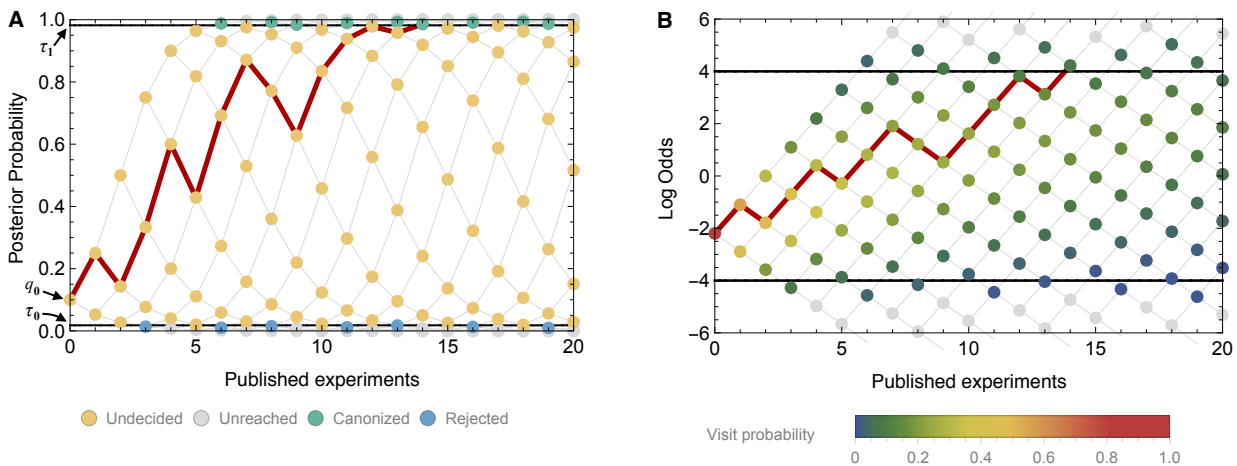 A
1.0
τ1
0.8
0.6
0.4
0.2
q0
τ0
0.0
Posterior Probability
0 5 10 15 20
Published experiments
Undecided Unreached Canonized Rejected
B
6
4
2
0
−2
−4
−6
Log Odds
0 5 10 15 20
Published experiments
Visit probability
0 0.2 0.4 0.6 0.8 1.0